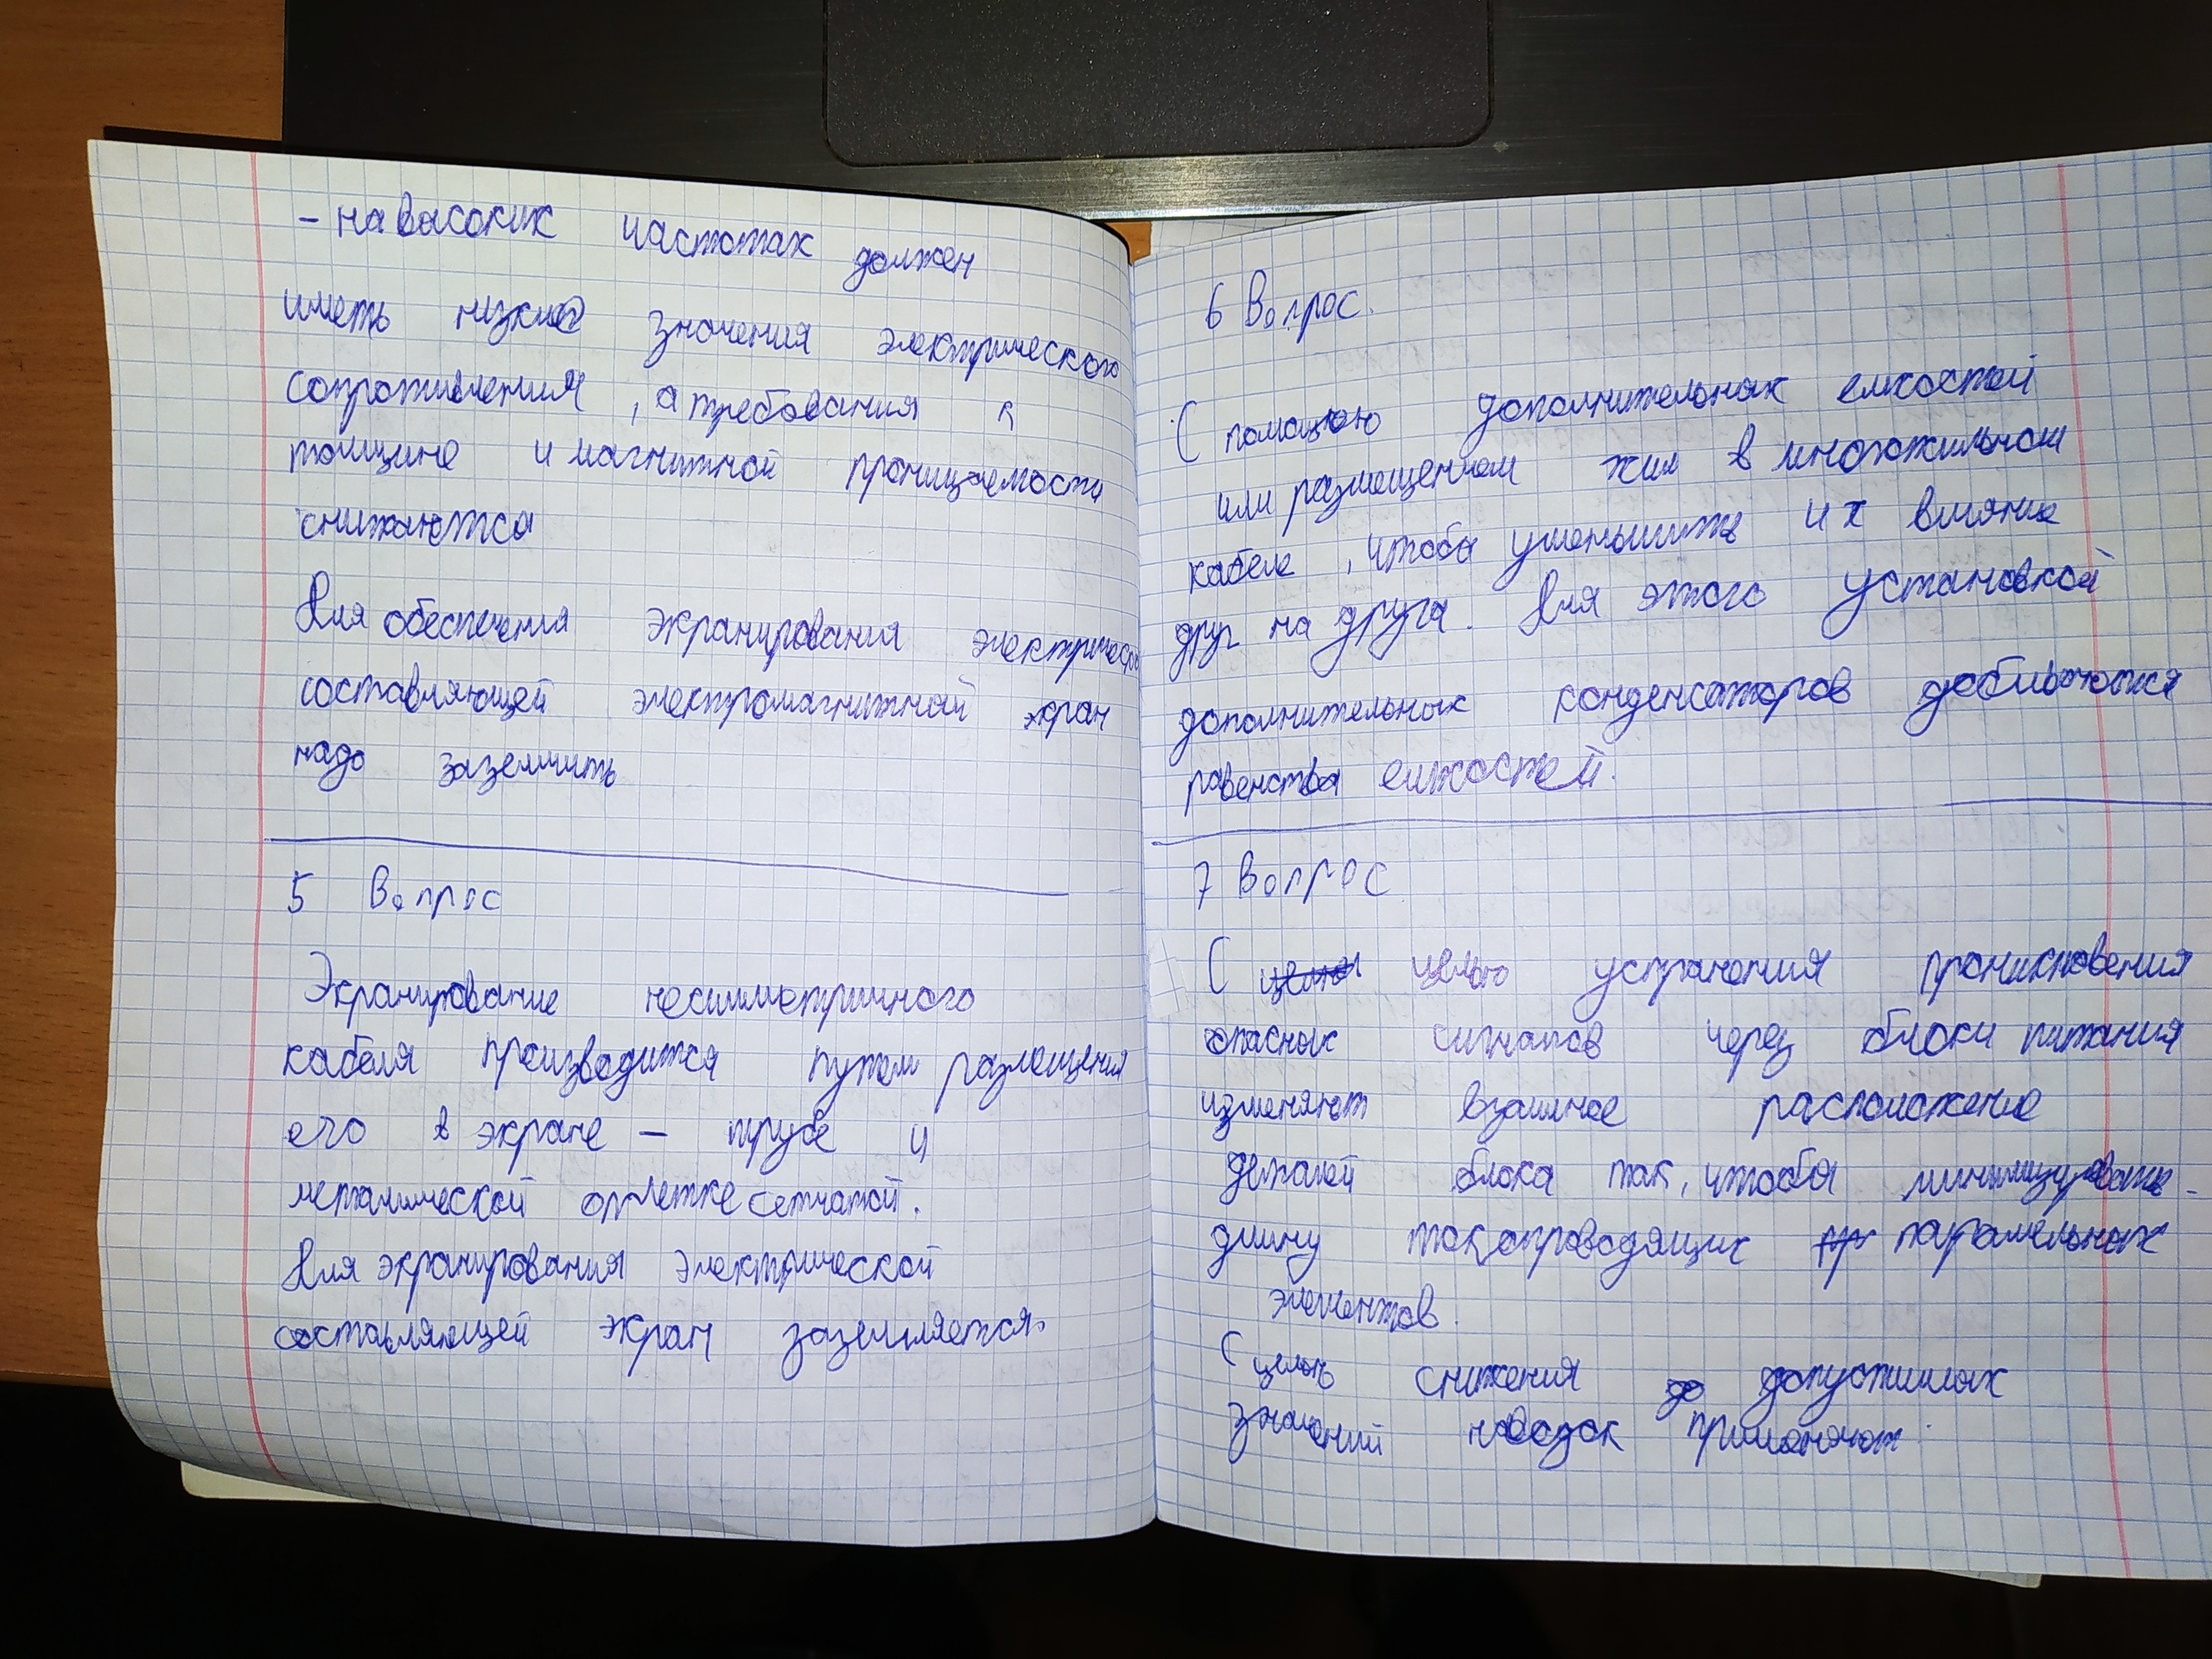 - на высоких частотах должен
иметь низкие значения электрического
сопротивления, а требования к
толщине и магнитной проницаемости
снижаются
Для обеспечения экранирования электрической
составляющей электромагнитный экран
надо заземлить
5 Вопрос
Экранирование несимметричного
кабеля производится путем размещения
его в экране - трубе и
металической оплетке сетчатой.
Для экранирования электрической
составляющей экран заземляется.
6 Вопрос.
С помощью дополнительных емкостей
или размещением жил в многожильном
кабеле, чтобы уменьшить их влияние
друг на друга. Для этого установкой
дополнительных конденсаторов добиваются
равенства емкостей.
7 Вопрос
С целью устранения проникновения
опасных сигналов через блоки питания
изменяют взаимное расположение
деталей блока так, чтобы минимизировать
длину токопроводящих параллельных
элементов.
С целью снижения до допустимых
значений наводок применяют